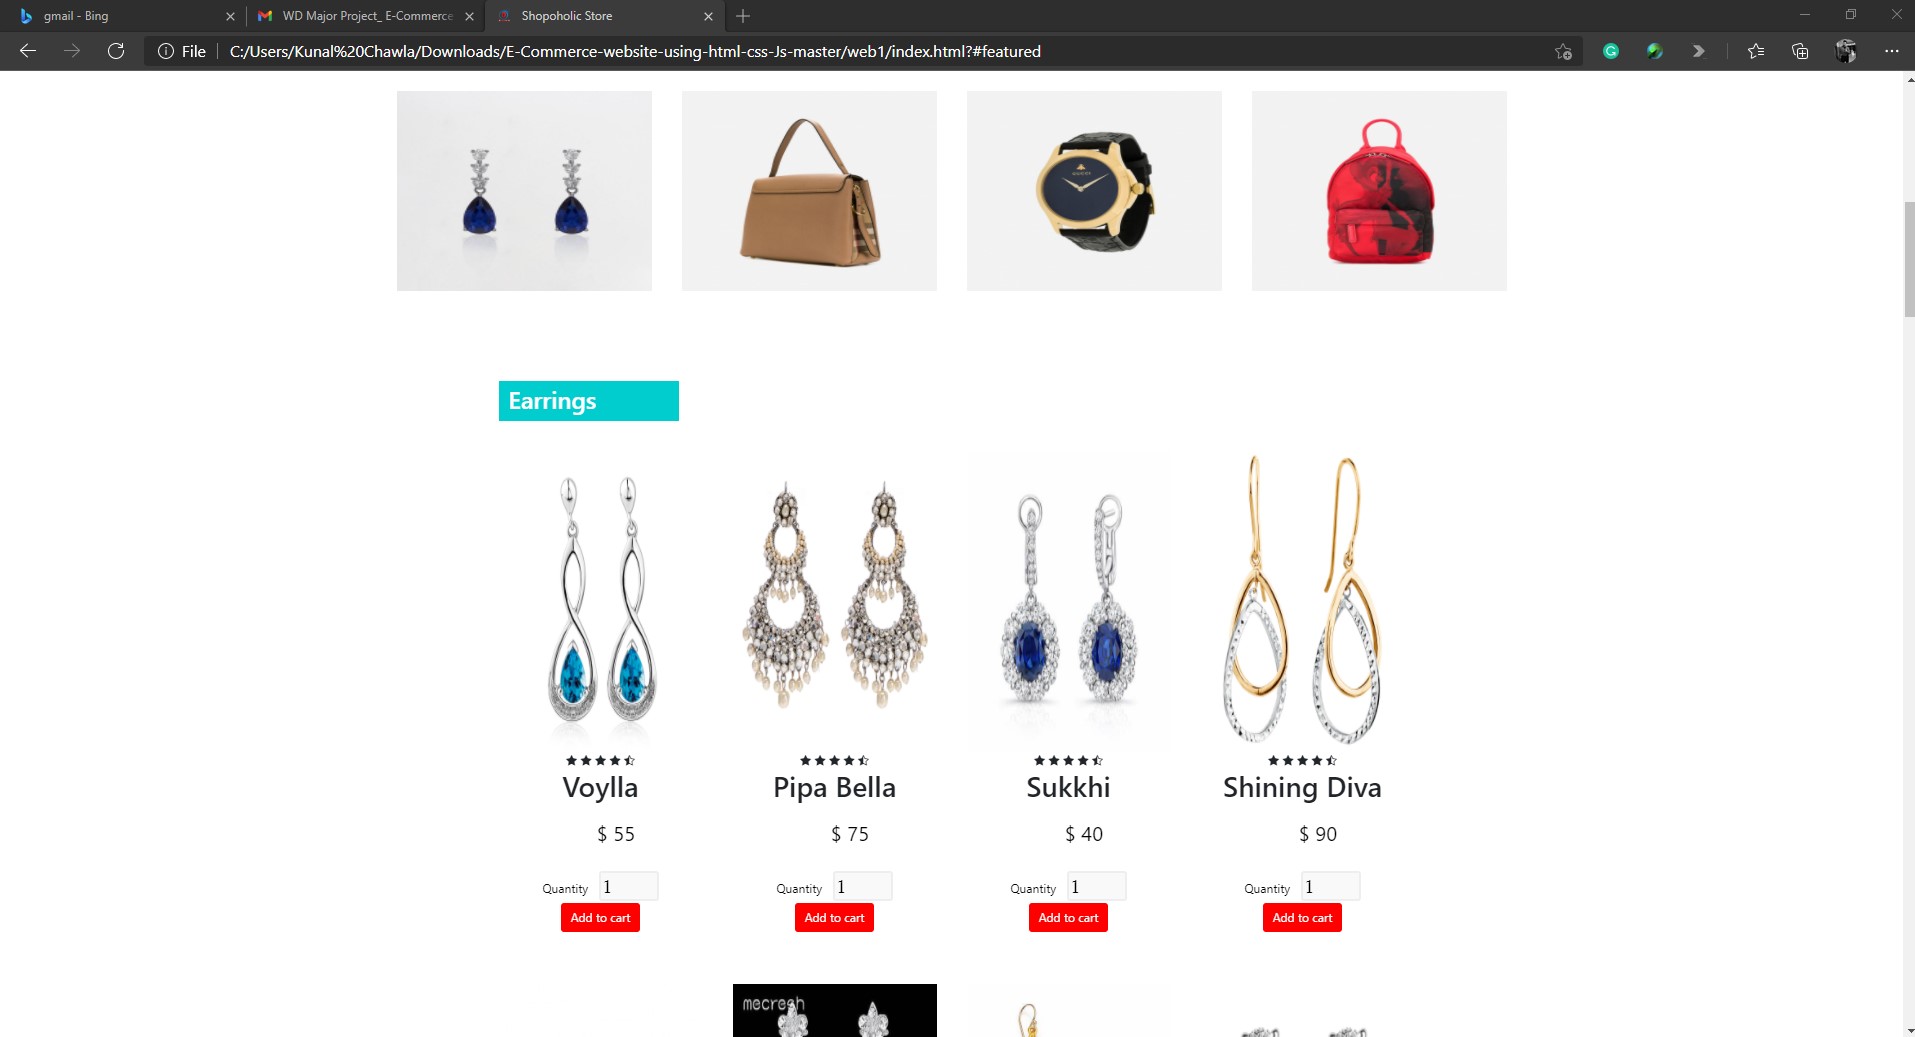 gmail - Bing
WD Major Project_ E-Commerce
Shopoholic Store
File
C:/Users/Kunal%20Chawla/Downloads/E-Commerce-website-using-html-css-Js-master/web1/index.html?#featured
Earrings
Voylla
Pipa Bella
Sukkhi
Shining Diva
$ 55
$ 75
$ 40
$ 90
Quantity 1
Quantity 1
Quantity 1
Quantity 1
Add to cart
Add to cart
Add to cart
Add to cart
mecresh